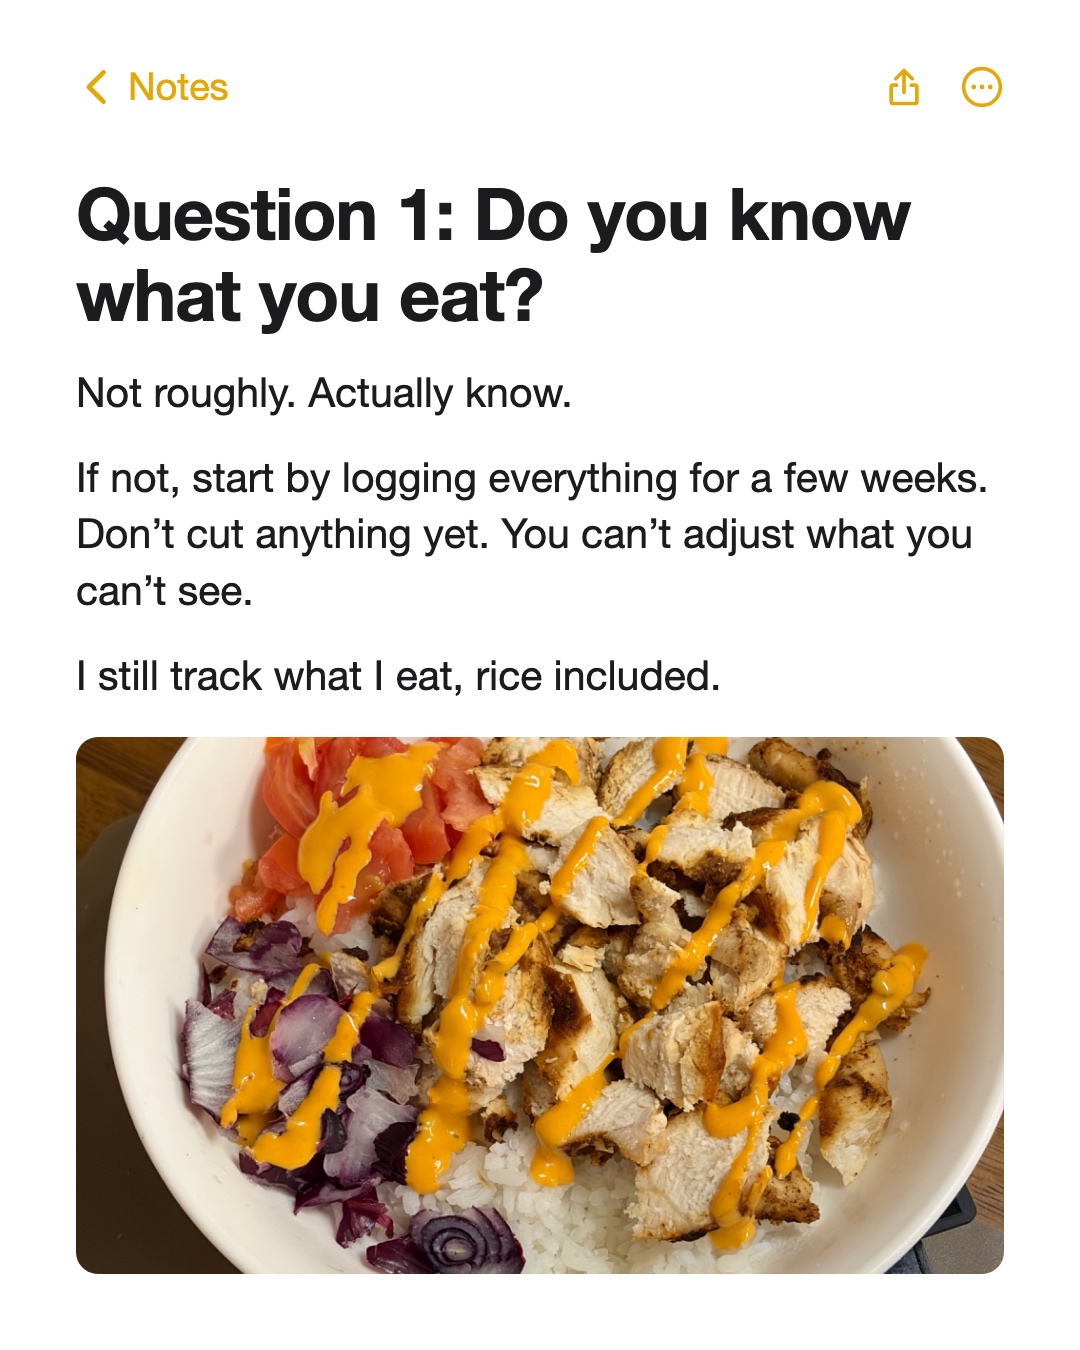 Notes
Question 1: Do you know
what you eat?
Not roughly. Actually know.
If not, start by logging everything for a few weeks.
Don’t cut anything yet. You can’t adjust what you
can’t see.
I still track what I eat, rice included.